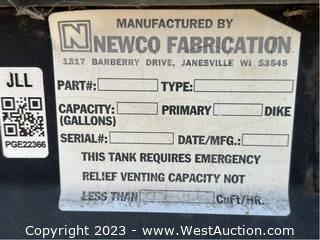 MANUFACTURED BY
N NEWCO FABRICATION
1317 BARBERRY DRIVE, JANESVILLE WI 53545
JLL
PGE22366
PART#: TYPE:
CAPACITY: PRIMARY DIKE
(GALLONS)
SERIAL#: DATE/MFG.:
THIS TANK REQUIRES EMERGENCY
RELIEF VENTING CAPACITY NOT
LESS THAN CuFt/HR.
Copyright 2023 - www.WestAuction.com